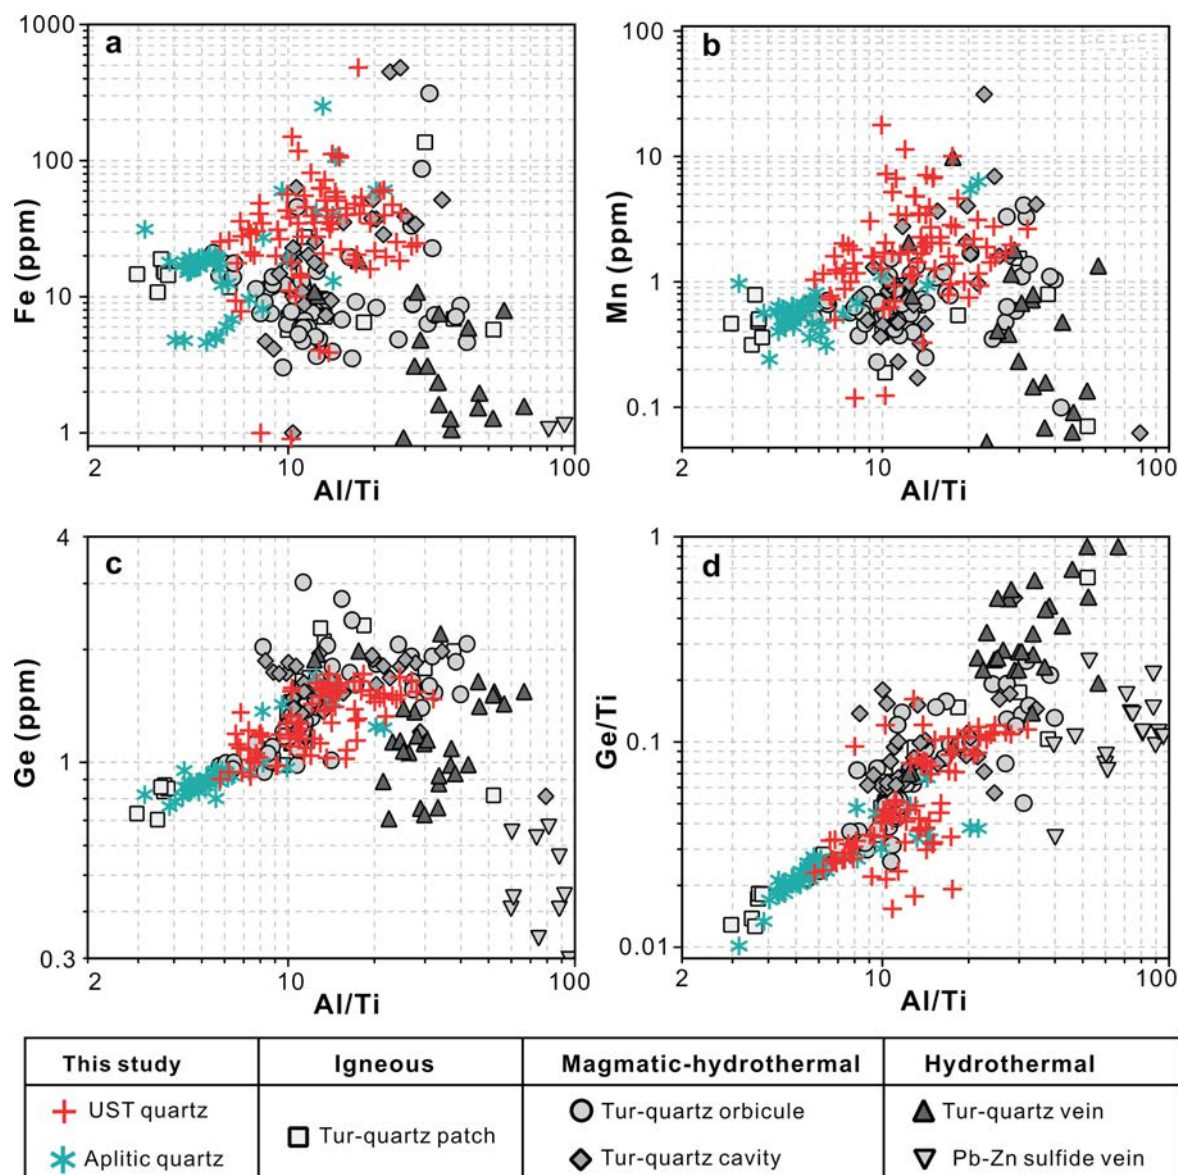 a
1000
100
10
1
Fe (ppm)
2
10
100
Al/Ti
b
100
10
1
0.1
Mn (ppm)
2
10
100
Al/Ti
c
4
1
0.3
Ge (ppm)
2
10
100
Al/Ti
d
1
0.1
0.01
Ge/Ti
2
10
100
Al/Ti
This study
Igneous
Magmatic-hydrothermal
Hydrothermal
UST quartz
Aplitic quartz
Tur-quartz patch
Tur-quartz orbicule
Tur-quartz cavity
Tur-quartz vein
Pb-Zn sulfide vein